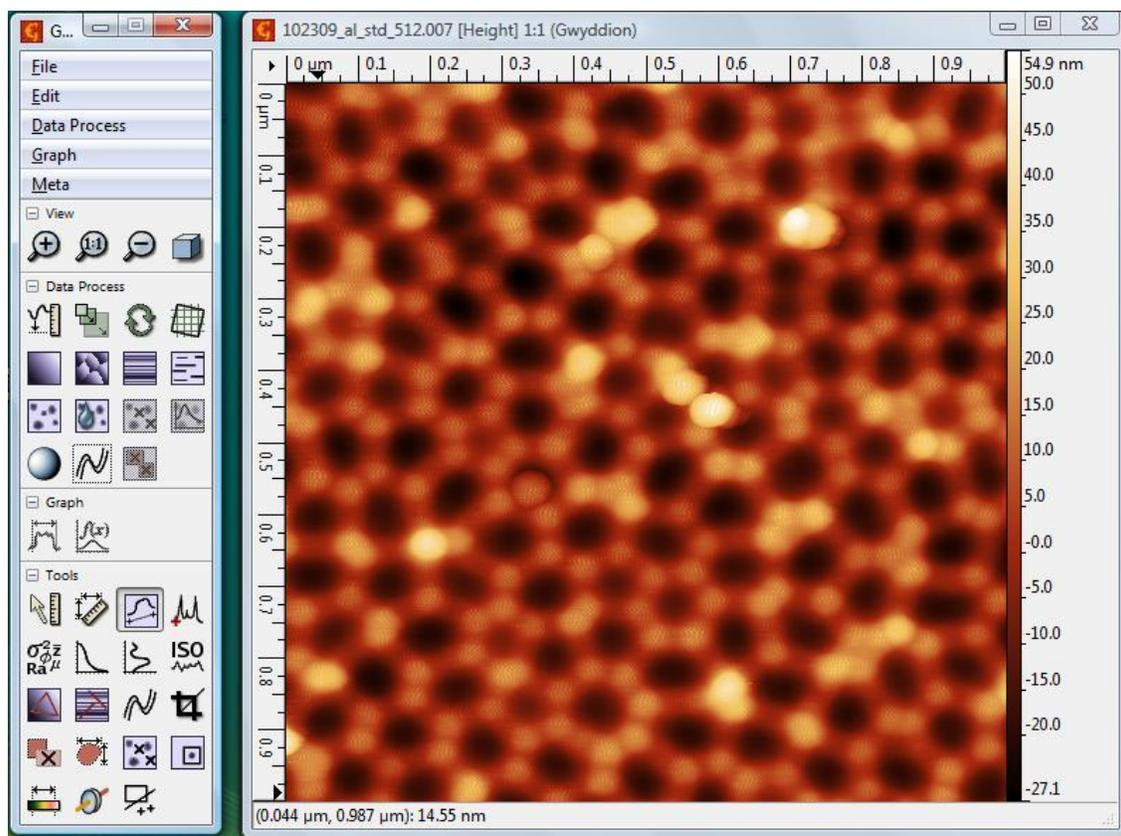 G...
File
Edit
Data Process
Graph
Meta
View
1:1
Data Process
Graph
f(x)
Tools
σ²z̄
φμ
Ra
ISO
102309_al_std_512.007 [Height] 1:1 (Gwyddion)
0 μm 0.1 0.2 0.3 0.4 0.5 0.6 0.7 0.8 0.9
0 μm
0.1
0.2
0.3
0.4
0.5
0.6
0.7
0.8
0.9
54.9 nm
50.0
45.0
40.0
35.0
30.0
25.0
20.0
15.0
10.0
5.0
-0.0
-5.0
-10.0
-15.0
-20.0
-27.1
(0.044 μm, 0.987 μm): 14.55 nm